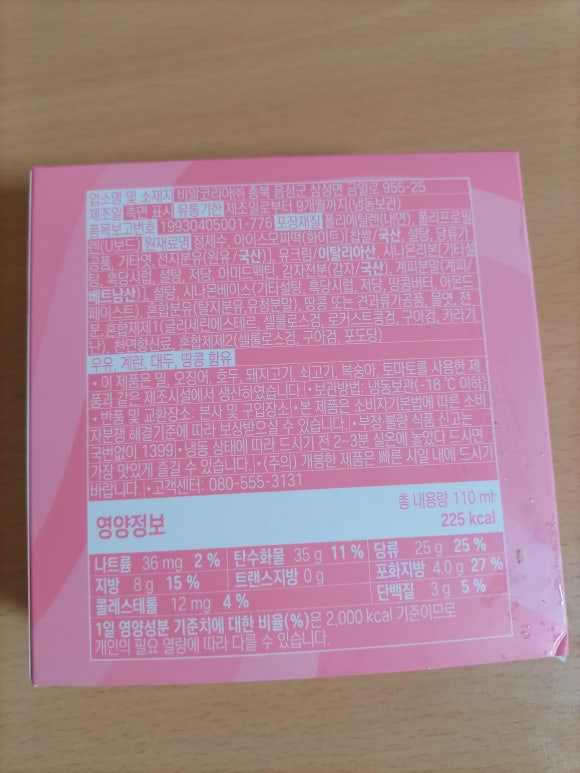 업소명 및 소재지 비알코리아㈜ 충북 음성군 삼성면 금일로 955-25
제조일 측면 표시 유통기한 제조일로부터 9개월까지(냉동보관)
품목보고번호 19930405001-776 포장재질 폴리에틸렌(내면), 폴리프로필
렌(U보드) 원재료명 정제수, 아이스모찌떡(화이트)[찹쌀/국산, 설탕, 당류가
공품, 기타엿, 전지분유(원유/국산)], 유크림/이탈리아산, 시나몬리본[기타설
탕, 흑당시럽, 설탕, 저당, 아미드펙틴, 감자전분(감자/국산), 계피분말(계피/
베트남산)], 설탕, 시나몬베이스(기타설탕, 흑당시럽, 저당, 땅콩버터, 아몬드
페이스트), 혼합분유(탈지분유,유청분말), 땅콩 또는 견과류가공품, 물엿, 전
분, 혼합제제1(글리세린에스테르, 셀룰로스검, 로커스트콩검, 구아검, 카라기
난), 천연향신료, 혼합제제2(셀룰로스검, 구아검, 포도당)
우유, 계란, 대두, 땅콩 함유
• 이 제품은 밀, 오징어, 호두, 돼지고기, 쇠고기, 복숭아, 토마토를 사용한 제
품과 같은 제조시설에서 생산하였습니다. • 보관방법: 냉동보관(-18 ℃ 이하)
• 반품 및 교환장소: 본사 및 구입장소 • 본 제품은 소비자기본법에 따른 소비
자분쟁 해결기준에 따라 보상받으실 수 있습니다. • 부정·불량 식품 신고는
국번없이 1399 • 냉동 상태에 따라 드시기 전 2~3분 실온에 놓았다 드시면
가장 맛있게 즐길 수 있습니다. • (주의) 개봉한 제품은 빠른 시일 내에 드시기
바랍니다. • 고객센터: 080-555-3131
영양정보
총 내용량 110 ml
225 kcal
나트륨 36 mg 2 % 탄수화물 35 g 11 % 당류 25 g 25 %
지방 8 g 15 % 트랜스지방 0 g 포화지방 4.0 g 27 %
콜레스테롤 12 mg 4 % 단백질 3 g 5 %
1일 영양성분 기준치에 대한 비율(%)은 2,000 kcal 기준이므로
개인의 필요 열량에 따라 다를 수 있습니다.